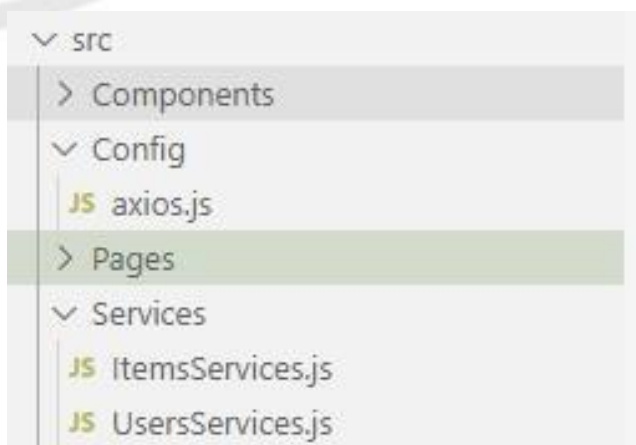 src
Components
Config
JS axios.js
Pages
Services
JS ItemsServices.js
JS UsersServices.js